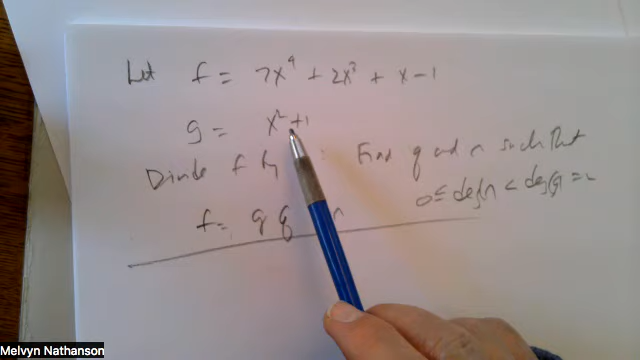 Let f = 7x⁴ + 2x³ + x - 1
g = x² + 1
Divide f by : Find q and r such that
0 ≤ deg(r) < deg(g) = 2
f = g q r
Melvyn Nathanson